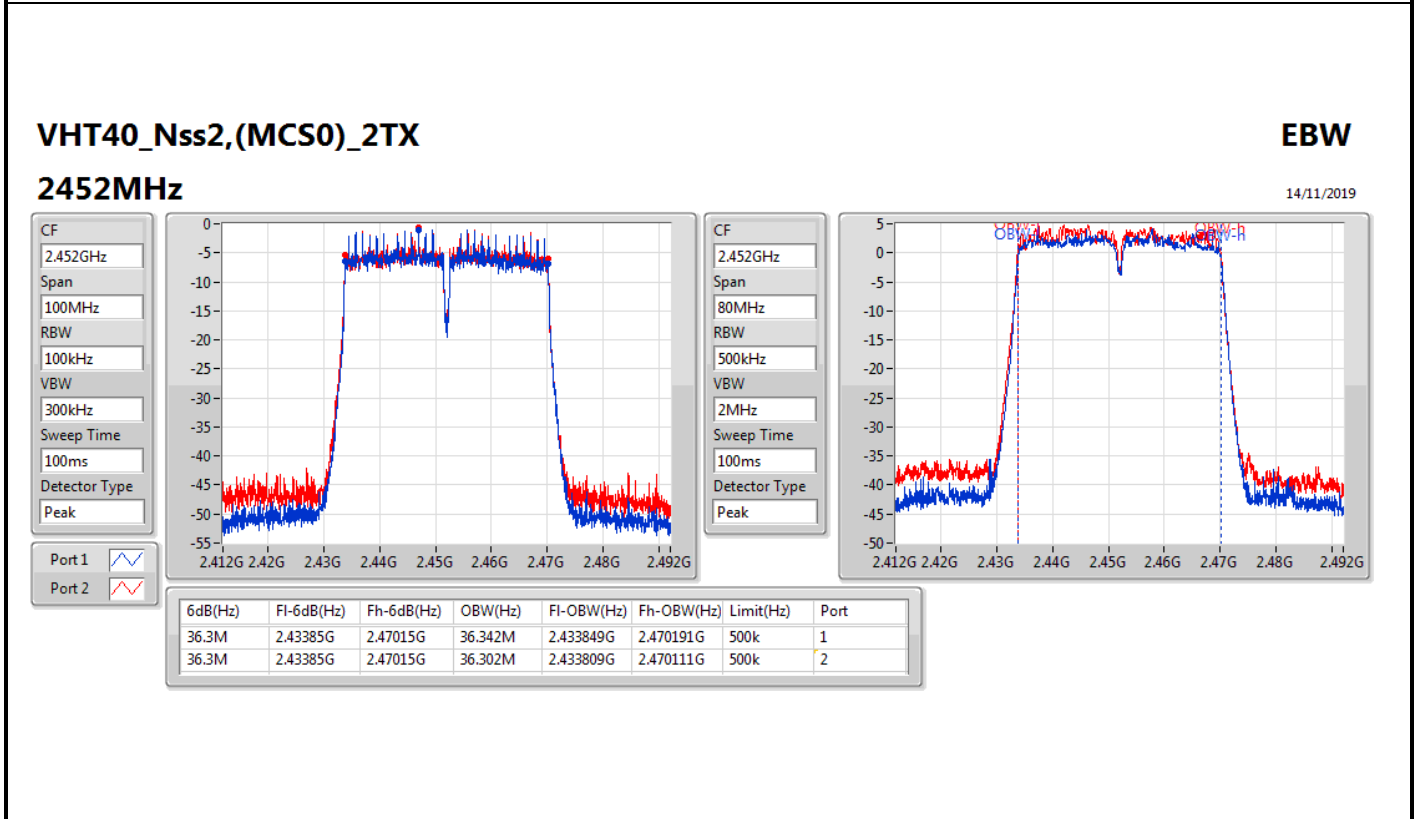 VHT40_Nss2,(MCS0)_2TX
EBW
2452MHz
14/11/2019
CF
2.452GHz
Span
100MHz
RBW
100kHz
VBW
300kHz
Sweep Time
100ms
Detector Type
Peak
Port 1
Port 2
0
-5
-10
-15
-20
-25
-30
-35
-40
-45
-50
-55
2.412G 2.42G 2.43G 2.44G 2.45G 2.46G 2.47G 2.48G 2.492G
CF
2.452GHz
Span
80MHz
RBW
500kHz
VBW
2MHz
Sweep Time
100ms
Detector Type
Peak
5
0
-5
-10
-15
-20
-25
-30
-35
-40
-45
-50
2.412G 2.42G 2.43G 2.44G 2.45G 2.46G 2.47G 2.48G 2.492G
6dB(Hz) Fl-6dB(Hz) Fh-6dB(Hz) OBW(Hz) Fl-OBW(Hz) Fh-OBW(Hz) Limit(Hz) Port
36.3M 2.43385G 2.47015G 36.342M 2.433849G 2.470191G 500k 1
36.3M 2.43385G 2.47015G 36.302M 2.433809G 2.470111G 500k 2